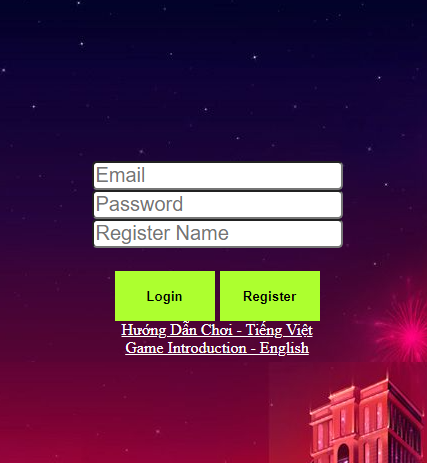 Email
Password
Register Name
Login Register
Hướng Dẫn Chơi - Tiếng Việt
Game Introduction - English